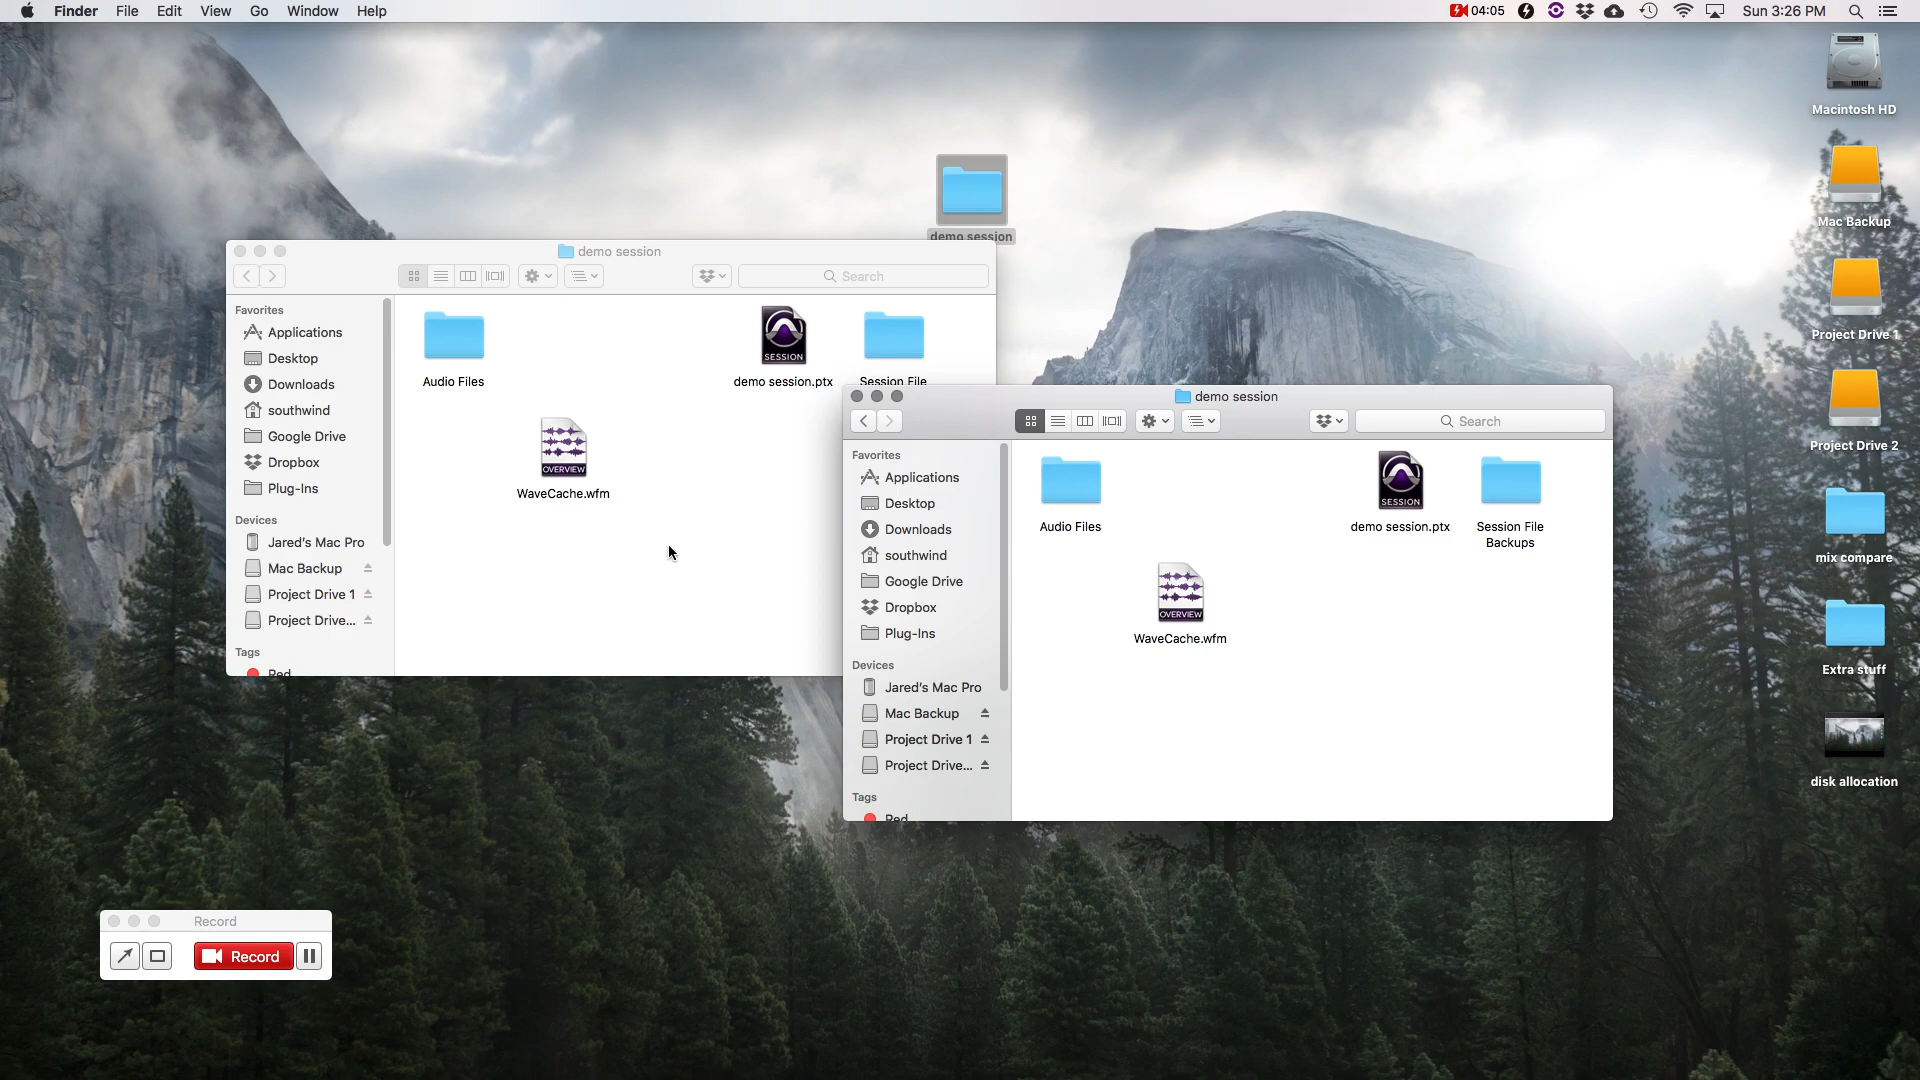 Finder File Edit View Go Window Help
04:05 Sun 3:26 PM
Macintosh HD
Mac Backup
Project Drive 1
Project Drive 2
mix compare
Extra stuff
disk allocation
demo session
demo session
Search
Favorites
Applications
Desktop
Downloads
southwind
Google Drive
Dropbox
Plug-Ins
Devices
Jared's Mac Pro
Mac Backup
Project Drive 1
Project Drive...
Tags
Red
Audio Files
SESSION
demo session.ptx
Session File
OVERVIEW
WaveCache.wfm
demo session
Search
Favorites
Applications
Desktop
Downloads
southwind
Google Drive
Dropbox
Plug-Ins
Devices
Jared's Mac Pro
Mac Backup
Project Drive 1
Project Drive...
Tags
Red
Audio Files
SESSION
demo session.ptx
Session File
Backups
OVERVIEW
WaveCache.wfm
Record
Record